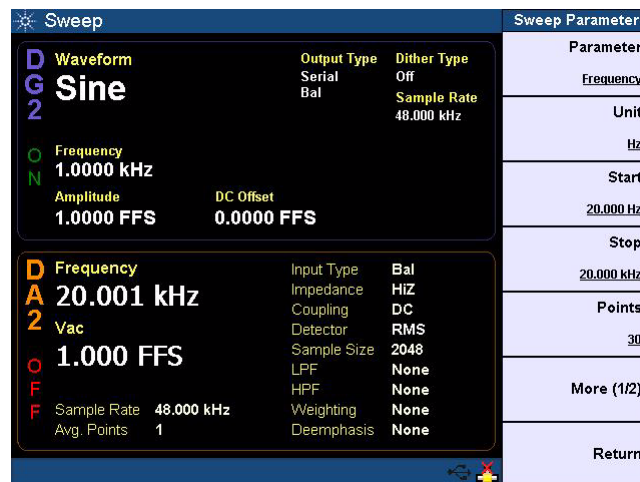 Sweep
Sweep Parameter
DG2
ON
Waveform
Sine
Output Type
Serial
Bal
Dither Type
Off
Sample Rate
48.000 kHz
Frequency
1.0000 kHz
Amplitude
1.0000 FFS
DC Offset
0.0000 FFS
DA2
OFF
Frequency
20.001 kHz
Vac
1.000 FFS
Sample Rate 48.000 kHz
Avg. Points 1
Input Type Bal
Impedance HiZ
Coupling DC
Detector RMS
Sample Size 2048
LPF None
HPF None
Weighting None
Deemphasis None
Parameter
Frequency
Unit
Hz
Start
20.000 Hz
Stop
20.000 kHz
Points
30
More (1/2)
Return